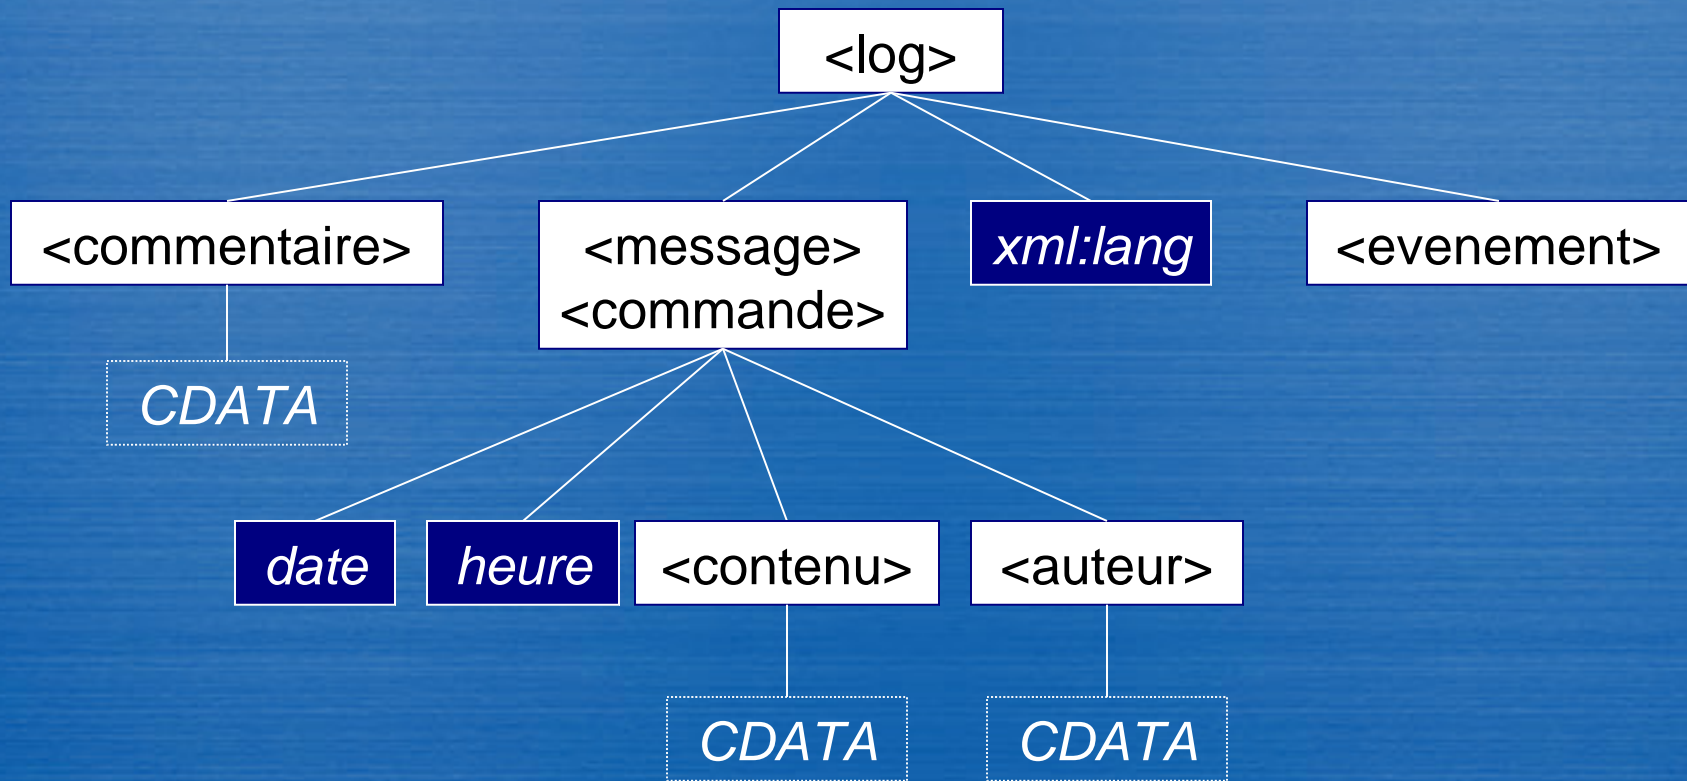 <log>
<commentaire>
<message>
<commande>
xml:lang
<evenement>
CDATA
date
heure
<contenu>
<auteur>
CDATA
CDATA